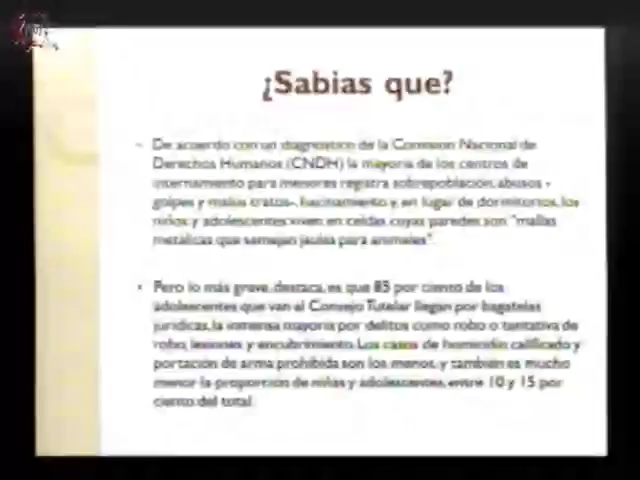 ¿Sabias que?
De acuerdo con un diagnostico de la Comision Nacional de
Derechos Humanos (CNDH) la mayoria de los centros de
internamiento para menores registra sobrepoblación, abusos -
golpes y malos tratos-, hacinamiento y, en lugar de dormitorios, los
niños y adolescentes viven en celdas cuyas paredes son "mallas
metalicas que semejan jaulas para animales"
Pero lo más grave, destaca, es que 85 por ciento de los
adolescentes que van al Consejo Tutelar llegan por bagatelas
juridicas, la inmensa mayoria por delitos como robo o tentativa de
robo, lesiones y encubrimiento. Los casos de homicidio calificado y
portación de arma prohibida son los menos, y también es mucho
menor la proporción de niñas y adolescentes, entre 10 y 15 por
ciento del total.